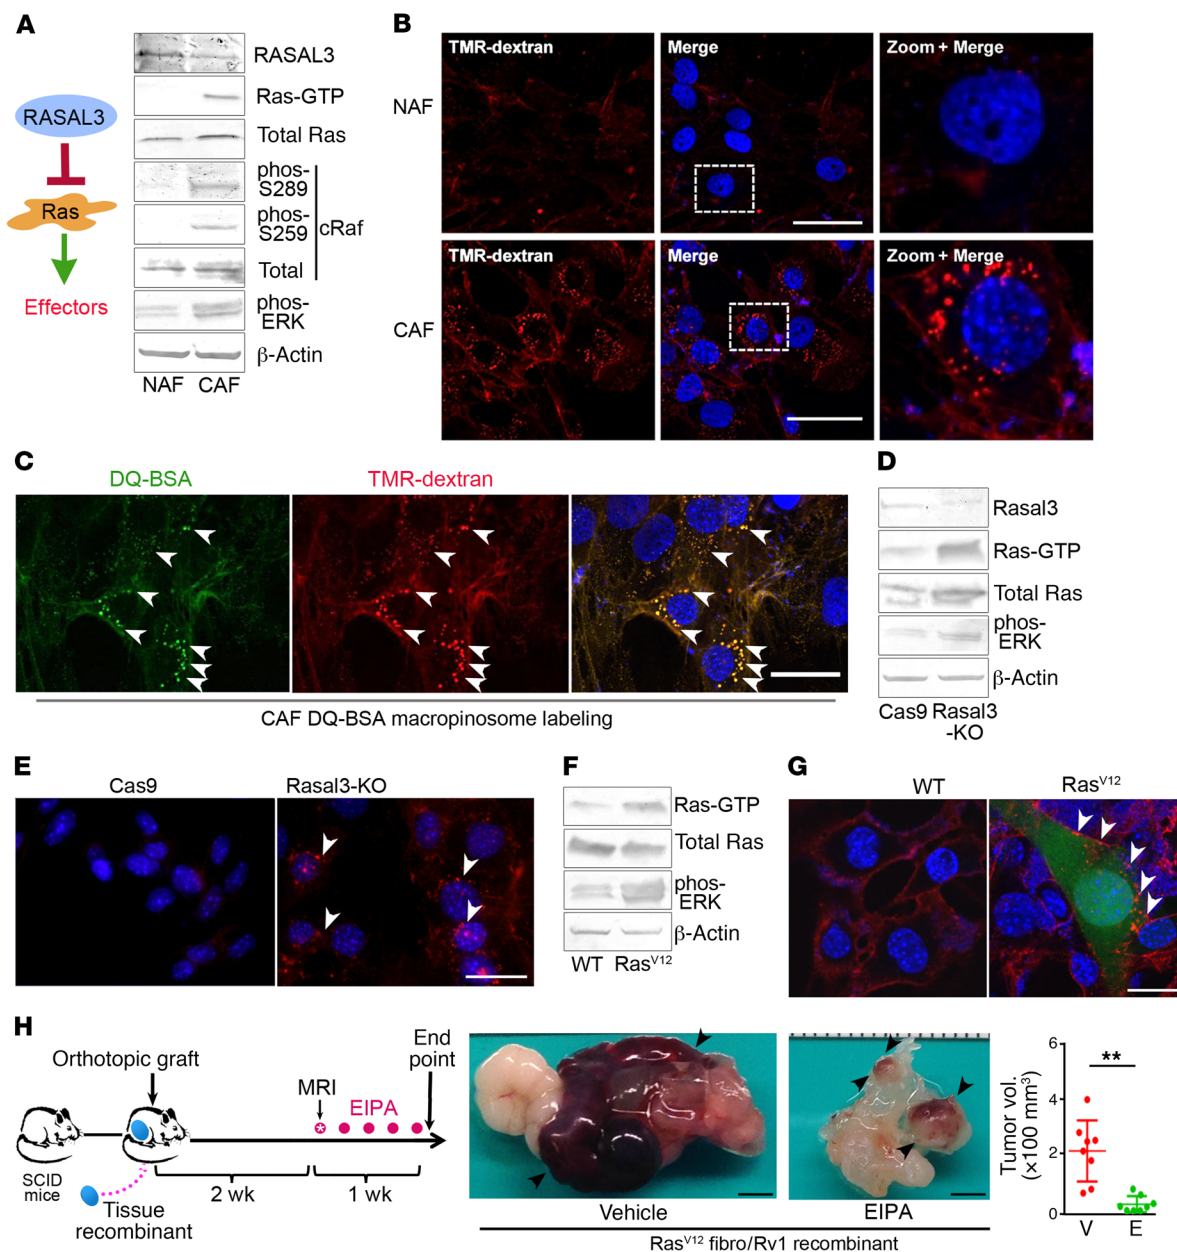 A
RASAL3
Ras
Effectors
RASAL3
Ras-GTP
Total Ras
phos-
S289
phos-
S259
cRaf
Total
phos-
ERK
β-Actin
NAF CAF
B
TMR-dextran
Merge
Zoom + Merge
NAF
TMR-dextran
Merge
Zoom + Merge
CAF
C
DQ-BSA
TMR-dextran
CAF DQ-BSA macropinosome labeling
D
Rasal3
Ras-GTP
Total Ras
phos-
ERK
β-Actin
Cas9 Rasal3
-KO
E
Cas9
Rasal3-KO
F
Ras-GTP
Total Ras
phos-
ERK
β-Actin
WT RasV12
G
WT
RasV12
H
Orthotopic graft
End
point
MRI
EIPA
*
SCID
mice
2 wk
1 wk
Tissue
recombinant
Vehicle
EIPA
RasV12 fibro/Rv1 recombinant
Tumor vol.
(×100 mm³)
6
4
2
0
**
V E